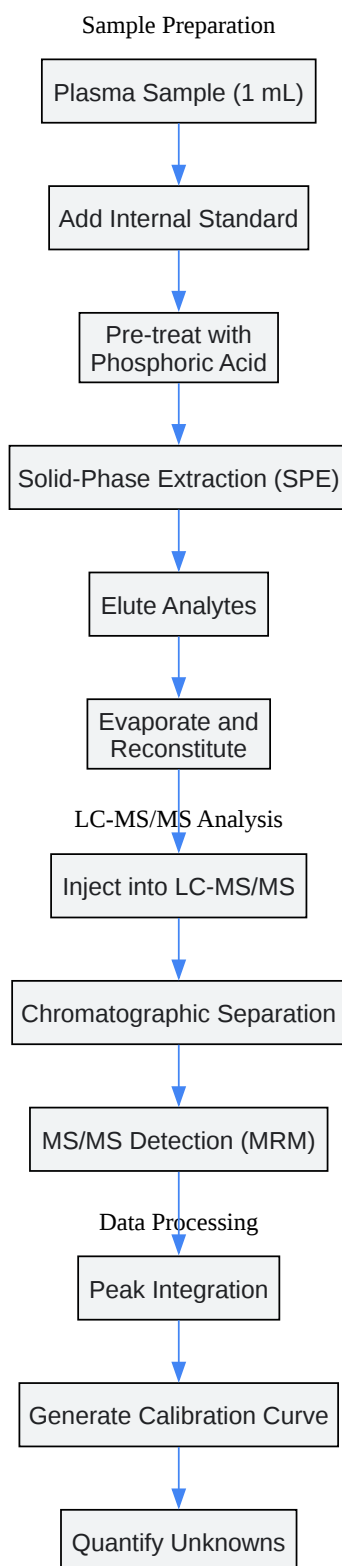 Sample Preparation
Plasma Sample (1 mL)
Add Internal Standard
Pre-treat with
Phosphoric Acid
Solid-Phase Extraction (SPE)
Elute Analytes
Evaporate and
Reconstitute
LC-MS/MS Analysis
Inject into LC-MS/MS
Chromatographic Separation
MS/MS Detection (MRM)
Data Processing
Peak Integration
Generate Calibration Curve
Quantify Unknowns